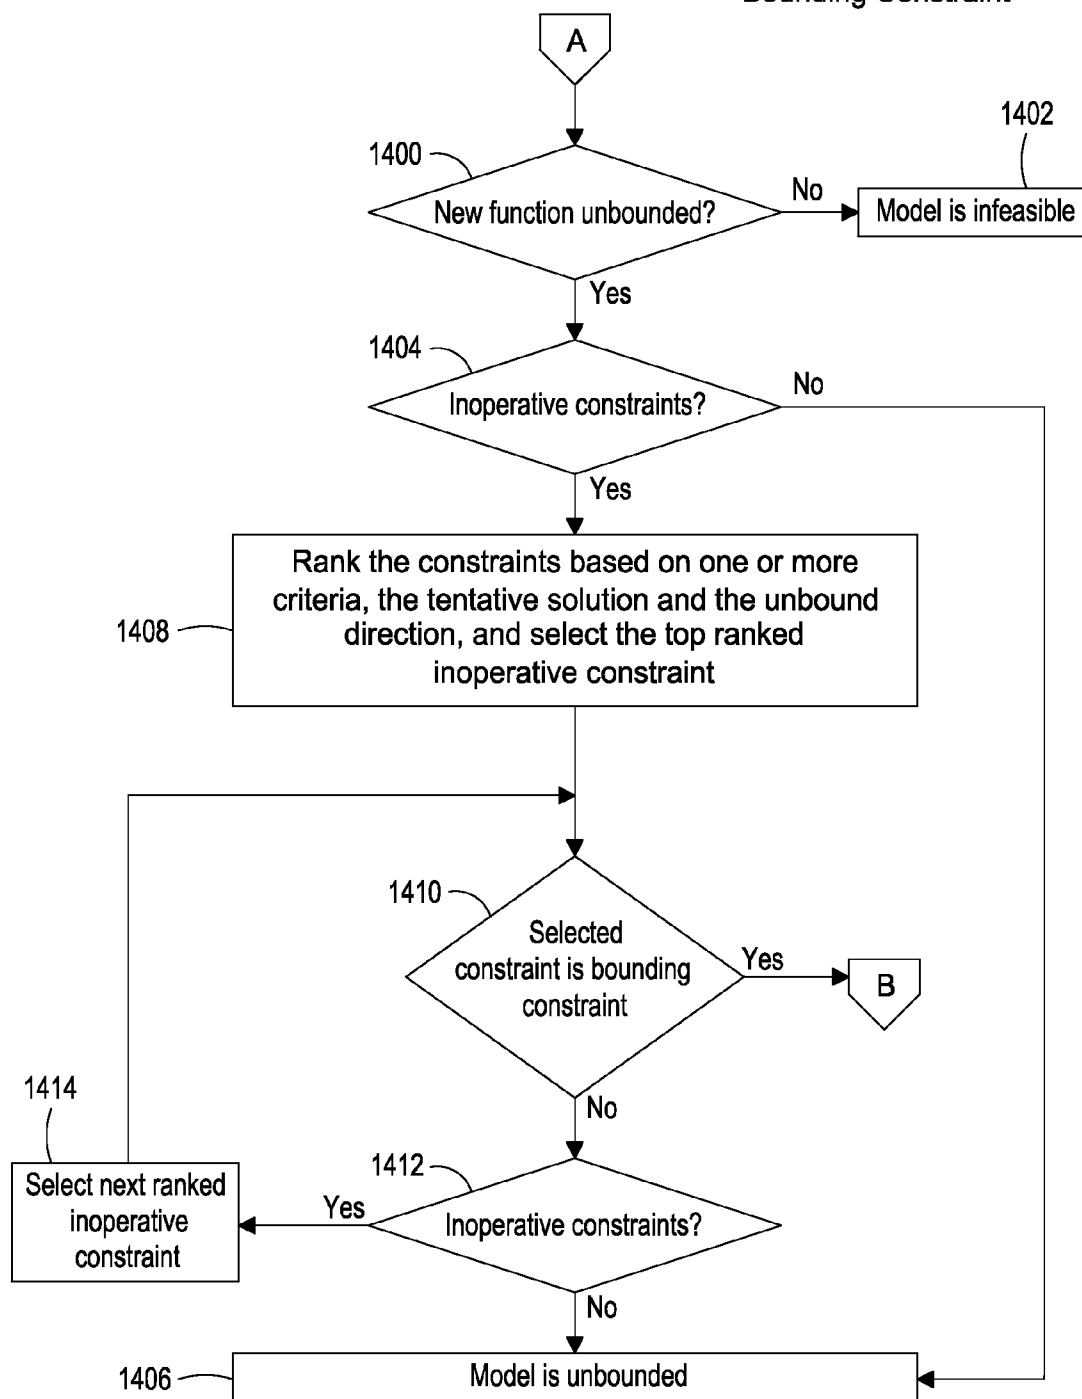 Bounding Constraint
A
1402
1400
No
New function unbounded?
Model is infeasible
Yes
1404
No
Inoperative constraints?
Yes
Rank the constraints based on one or more
criteria, the tentative solution and the unbound
direction, and select the top ranked
inoperative constraint
1408
1410
Selected
constraint is bounding
constraint
Yes
B
1414
No
1412
Select next ranked
inoperative
constraint
Yes
Inoperative constraints?
No
1406
Model is unbounded